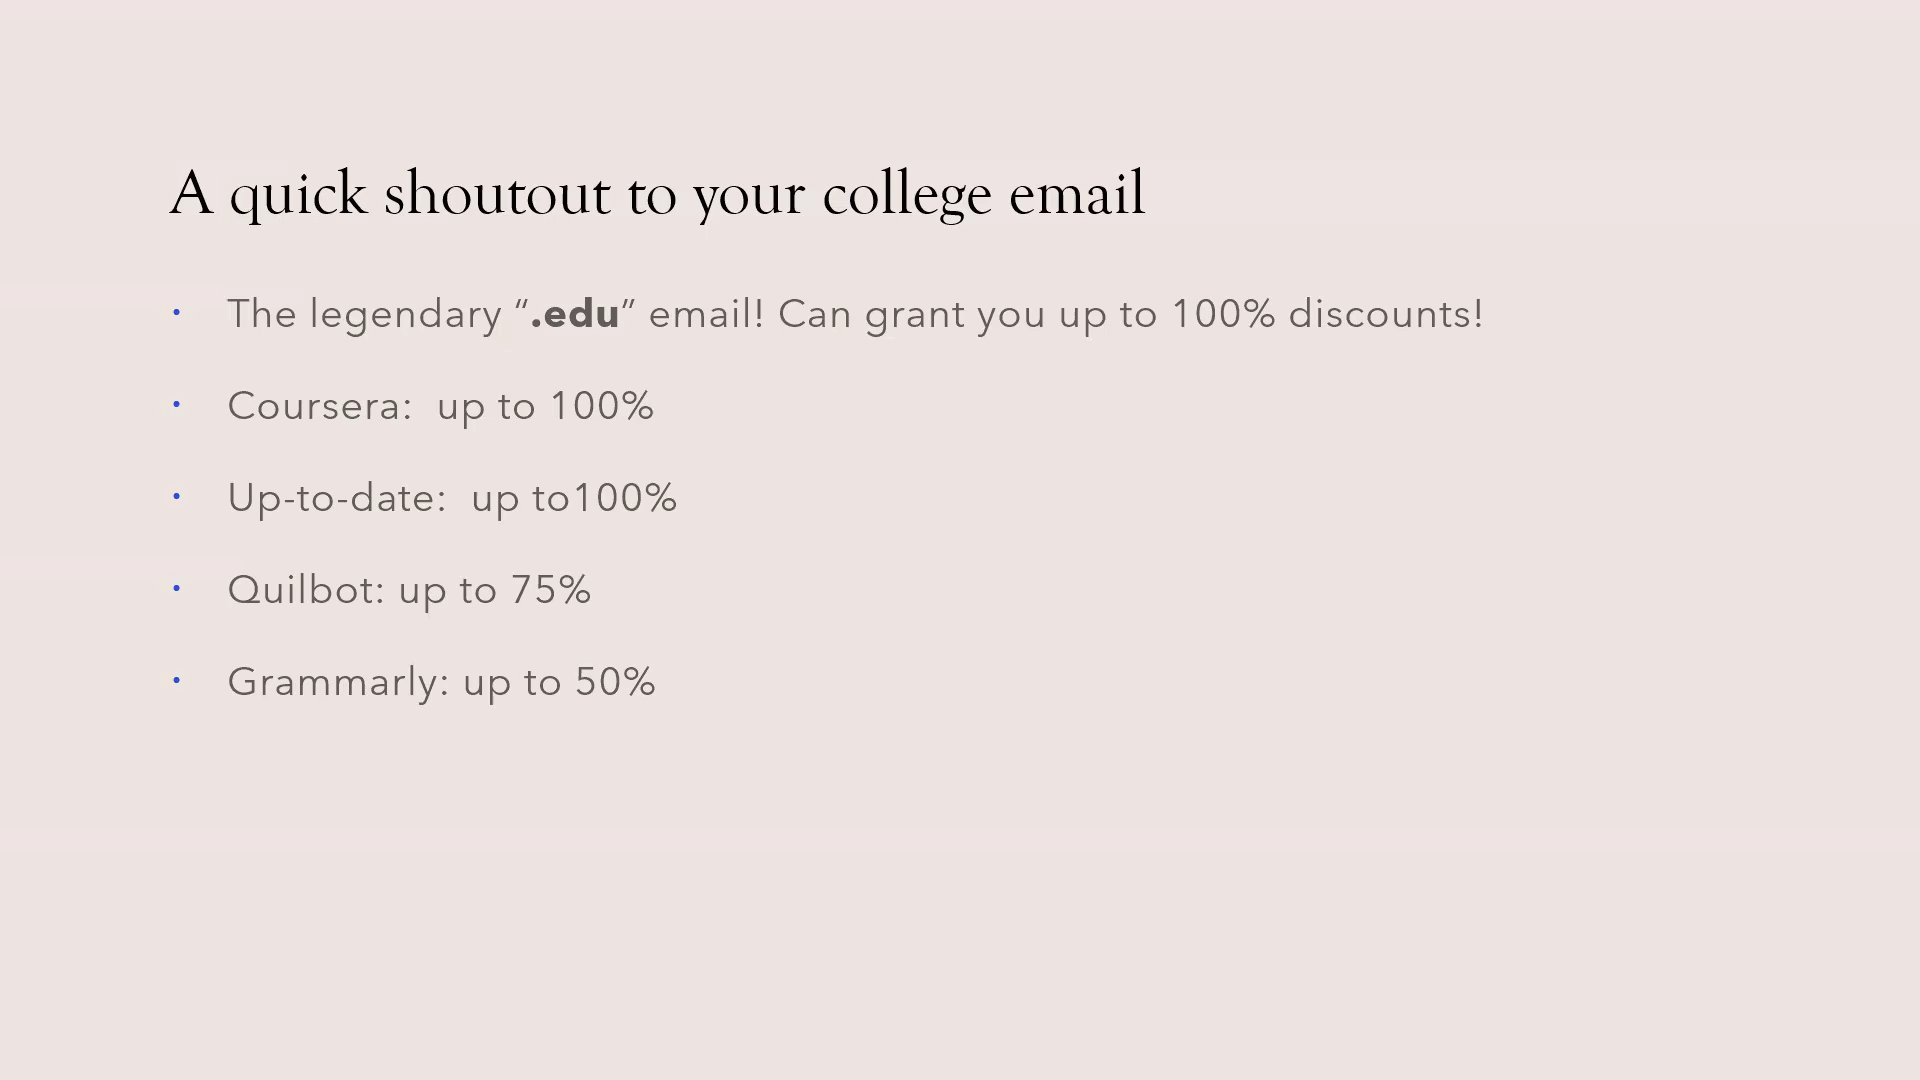 A quick shoutout to your college email
• The legendary “.edu” email! Can grant you up to 100% discounts!
• Coursera:  up to 100%
• Up-to-date:  up to100%
• Quilbot: up to 75%
• Grammarly: up to 50%